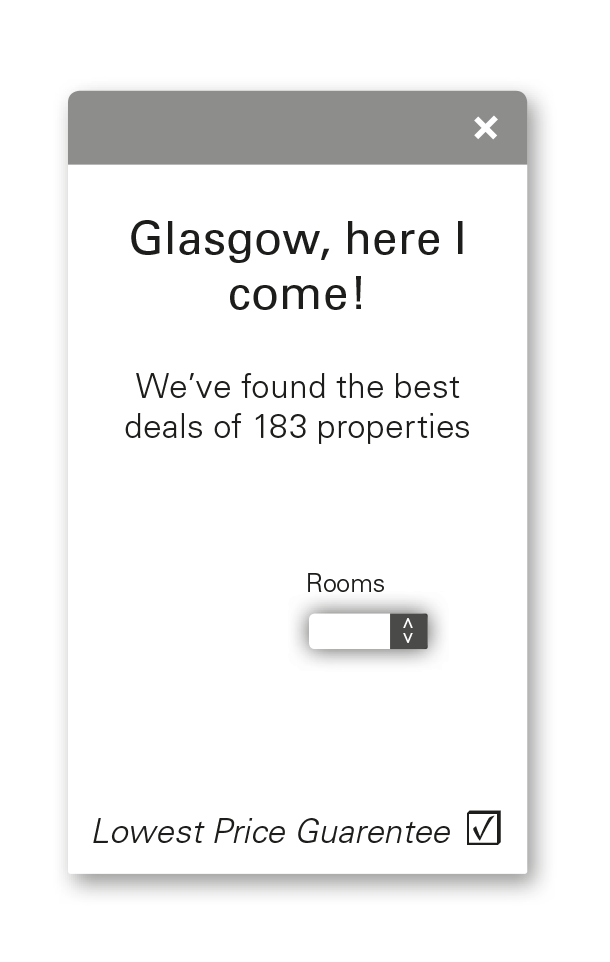 Glasgow, here I
come!
We’ve found the best
deals of 183 properties
Rooms
Lowest Price Guarentee